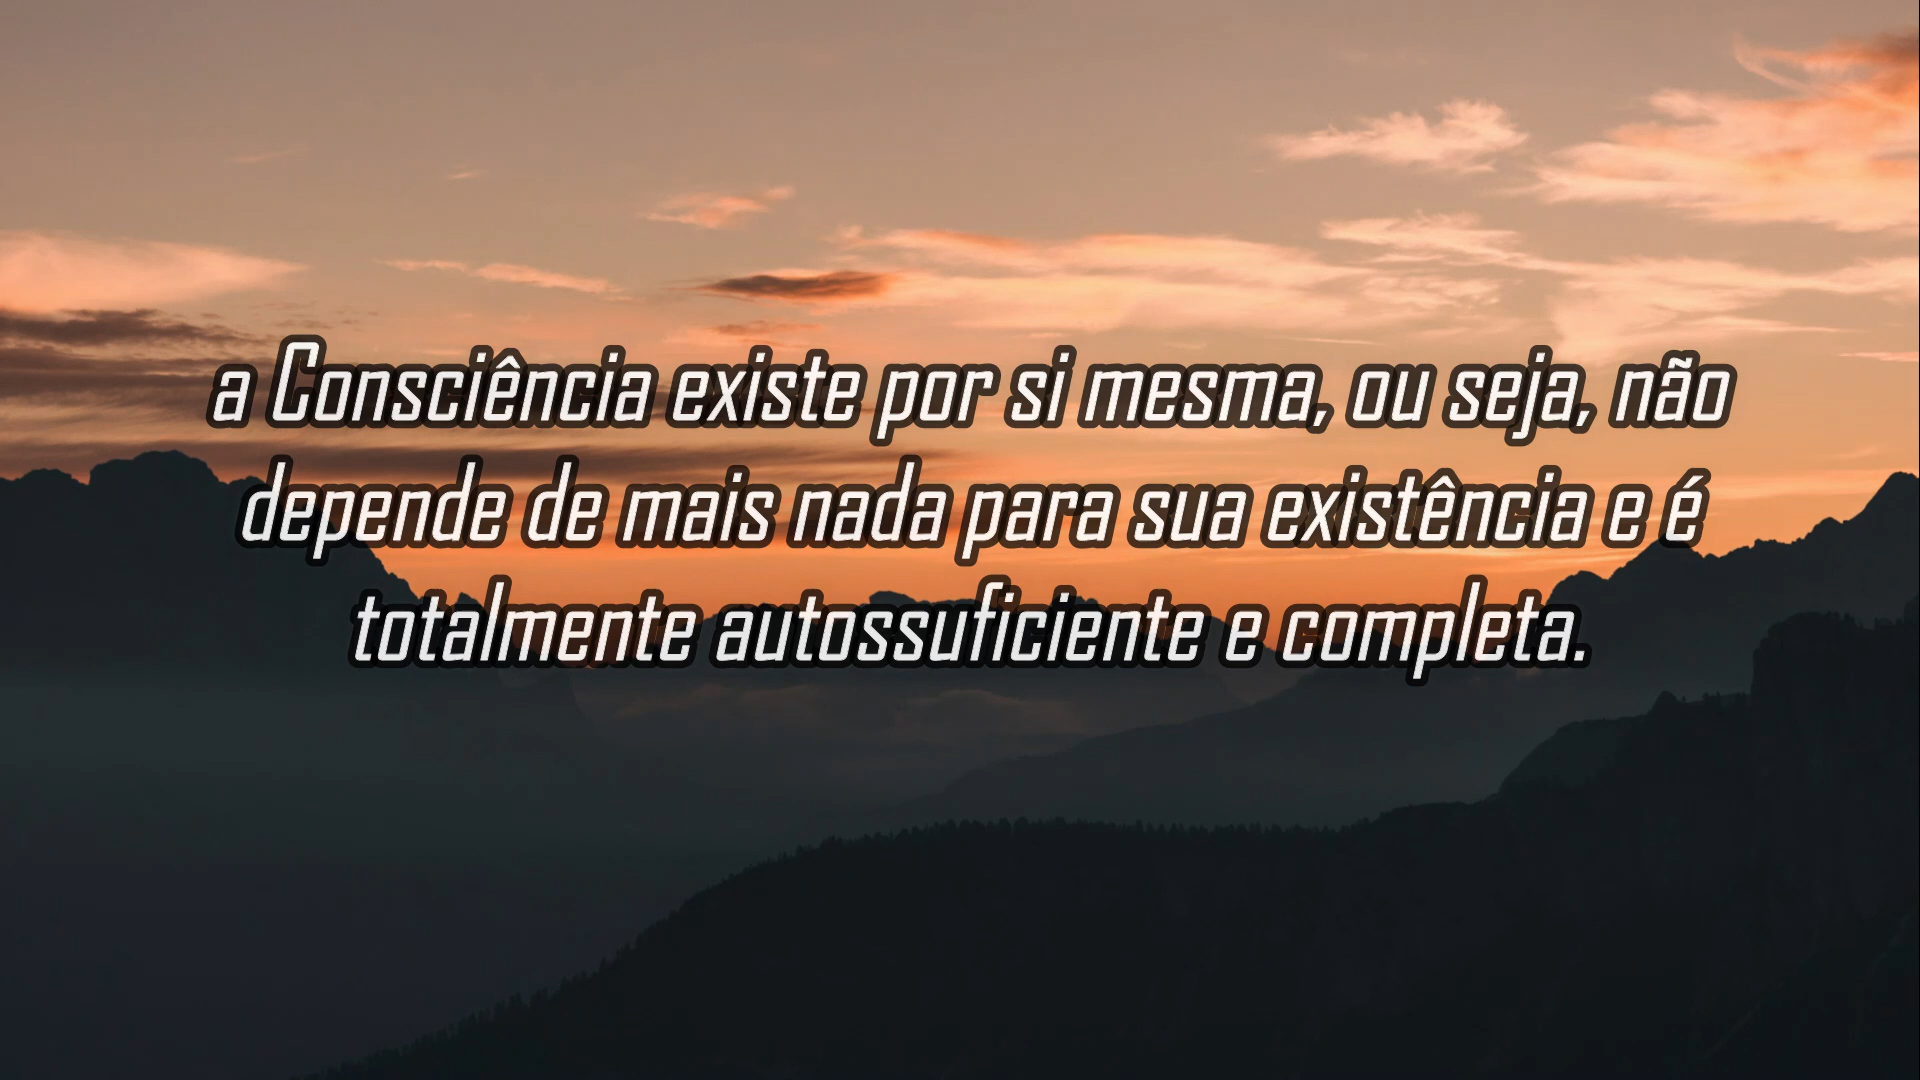 a Consciência existe por si mesma, ou seja, não
depende de mais nada para sua existência e é
totalmente autossuficiente e completa.